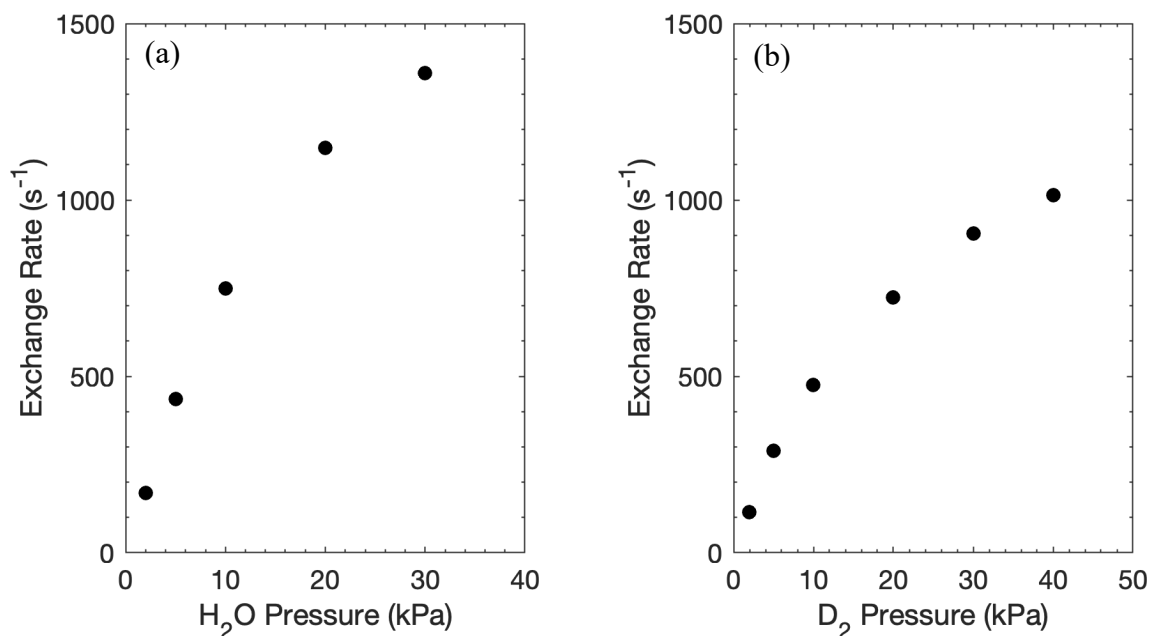 (a)
1500
1000
500
0
Exchange Rate (s⁻¹)
0 10 20 30 40
H₂O Pressure (kPa)
(b)
1500
1000
500
0
Exchange Rate (s⁻¹)
0 10 20 30 40 50
D₂ Pressure (kPa)